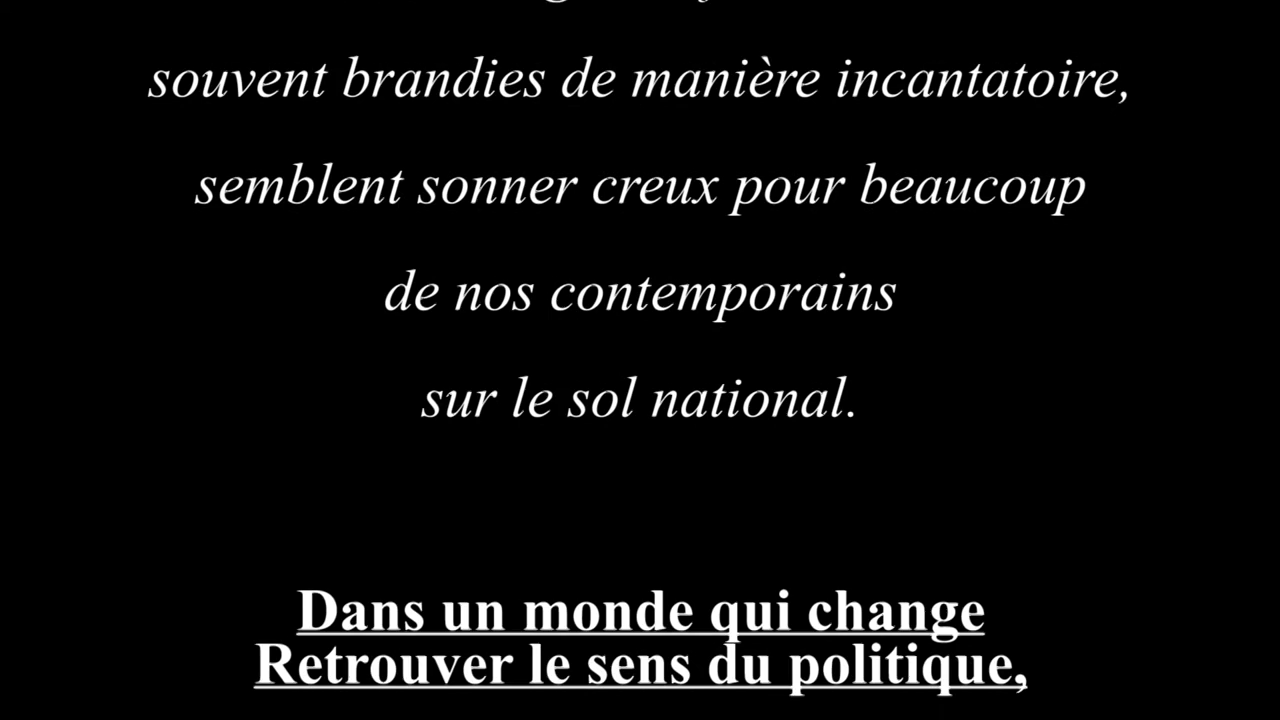 souvent brandies de manière incantatoire,
semblent sonner creux pour beaucoup
de nos contemporains
sur le sol national.
Dans un monde qui change
Retrouver le sens du politique,